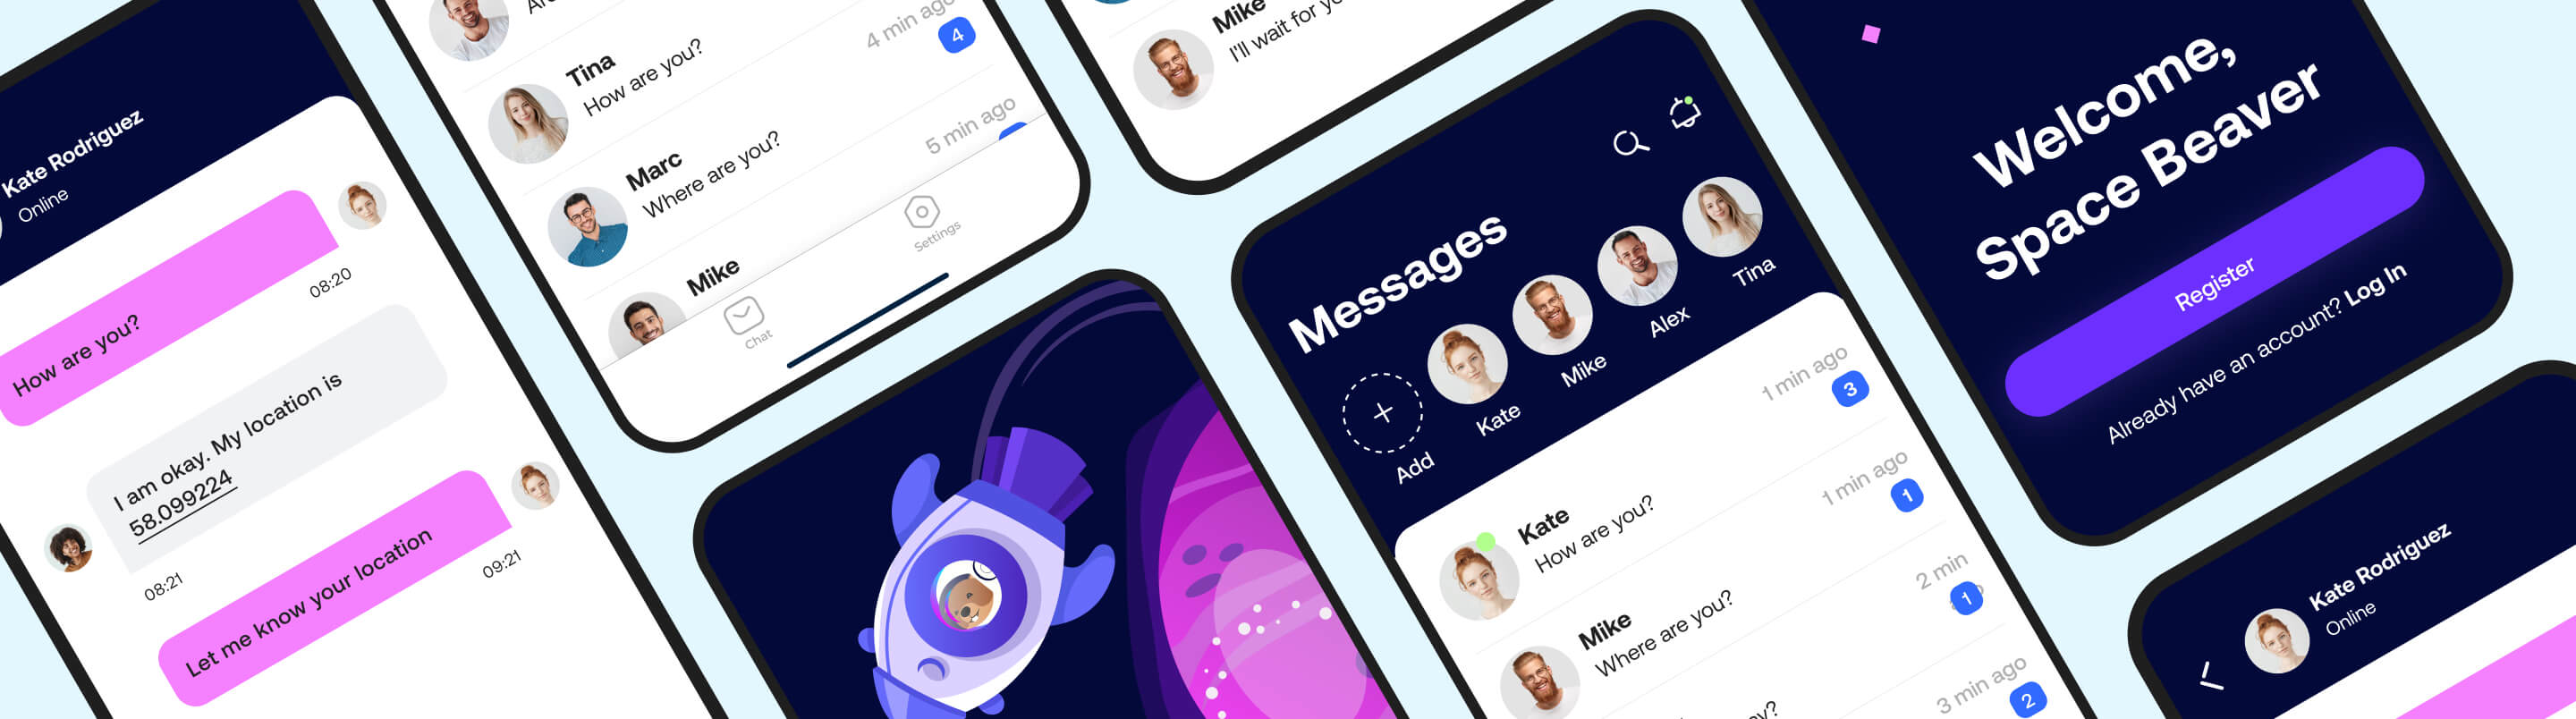 Kate Rodriguez
Online
How are you?
08:20
I am okay. My location is
58.099224
08:21
Let me know your location
09:21
4 min ago
Tina
How are you?
4
5 min ago
Marc
Where are you?
Mike
Chat
Settings
Mike
I'll wait for
Messages
Add
Kate
Mike
Alex
Tina
1 min ago
Kate
3
How are you?
1 min ago
Mike
1
Where are you?
2 min
1
3 min ago
2
Welcome,
Space Beaver
Register
Already have an account? Log In
Kate Rodriguez
Online